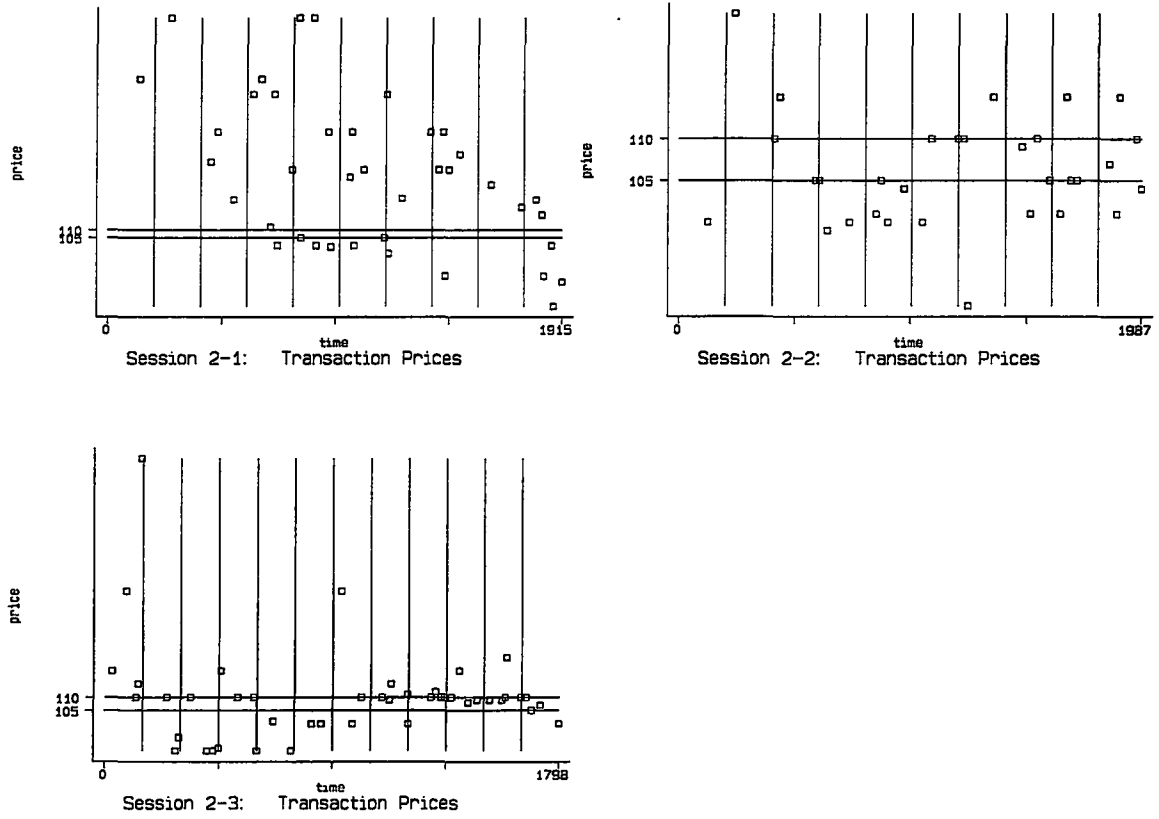 price
110
105
0
1915
time
Session 2-1: Transaction Prices
price
110
105
0
1987
time
Session 2-2: Transaction Prices
price
110
105
0
1798
time
Session 2-3: Transaction Prices